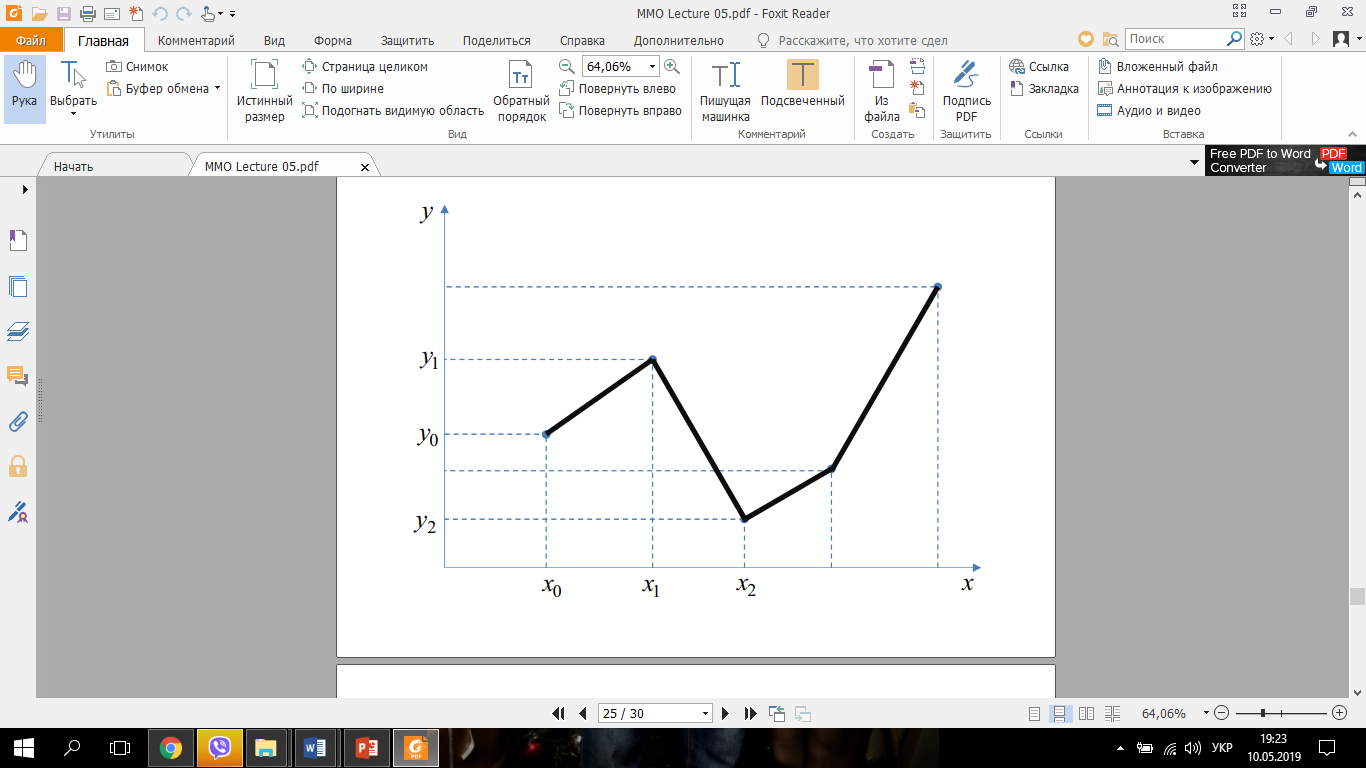 MMO Lecture 05.pdf - Foxit Reader
Файл Главная Комментарий Вид Форма Защитить Поделиться Справка Дополнительно Расскажите, что хотите сдел Поиск
Рука
Выбрать
Снимок
Буфер обмена
Утилиты
Истинный размер
Страница целиком
По ширине
Подогнать видимую область
Обратный порядок
64,06%
Повернуть влево
Повернуть вправо
Вид
Пишущая машинка
Подсвеченный
Комментарий
Из файла
Создать
Подпись PDF
Защитить
Ссылка
Закладка
Ссылки
Вложенный файл
Аннотация к изображению
Аудио и видео
Вставка
Начать
MMO Lecture 05.pdf
Free PDF to Word PDF
Converter Word
y
y1
y0
y2
x0 x1 x2 x
25 / 30
64,06%
УКР
19:23
10.05.2019